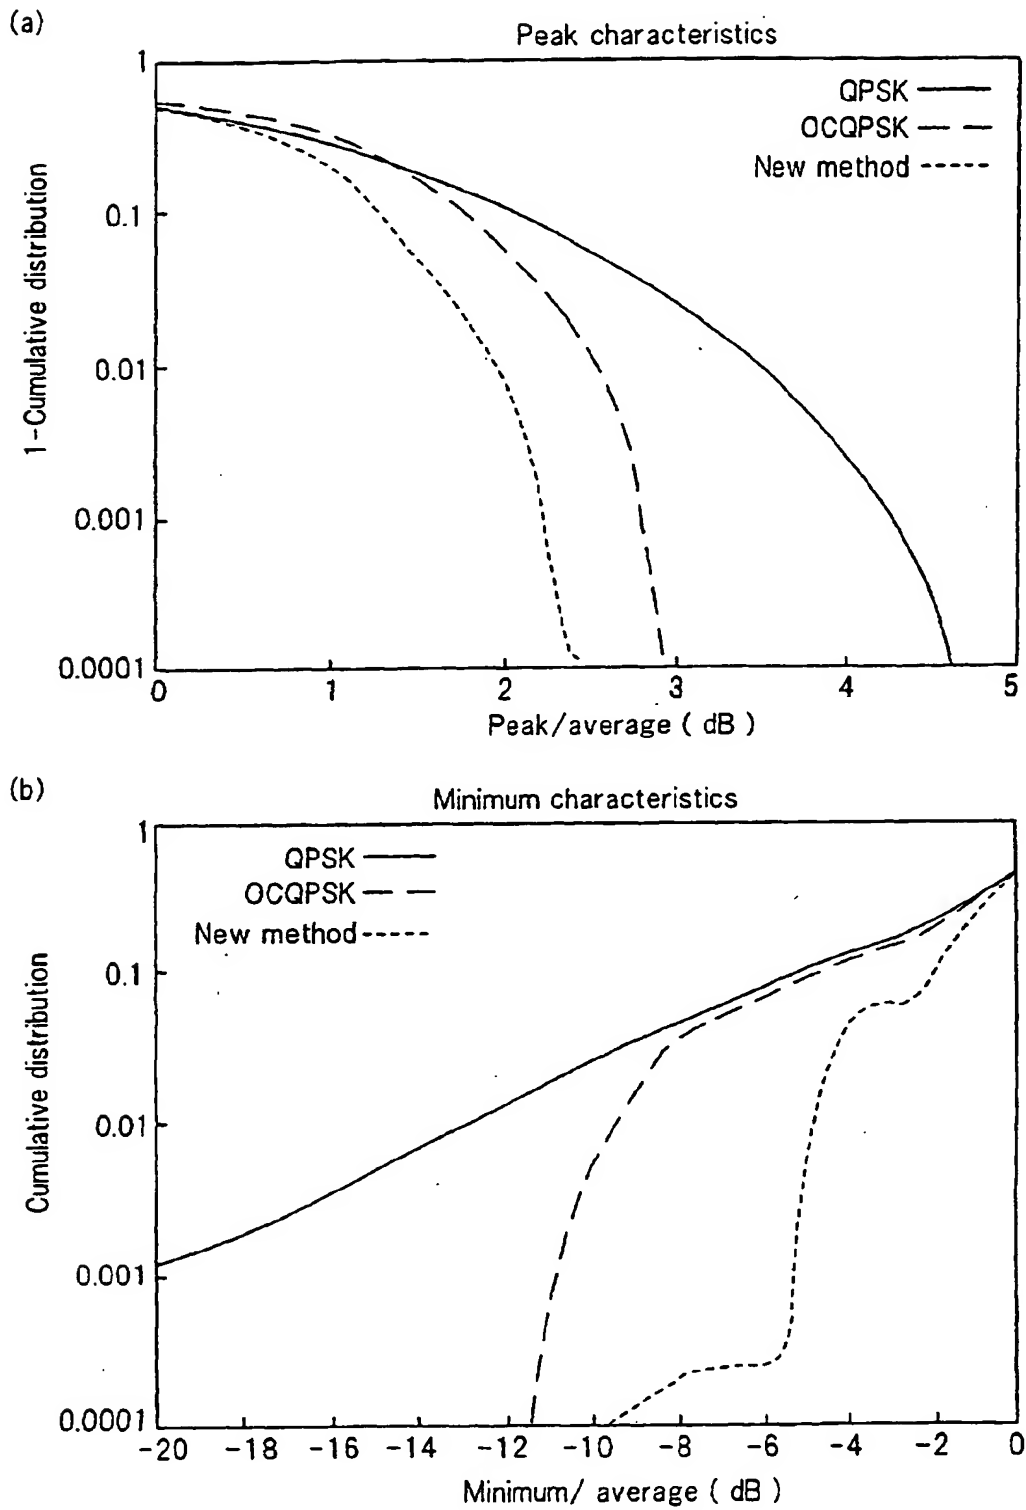 (a)
Peak characteristics
1
QPSK
OCQPSK
New method
0.1
0.01
0.001
0.0001
1-Cumulative distribution
0 1 2 3 4 5
Peak/average ( dB )
(b)
Minimum characteristics
1
QPSK
OCQPSK
New method
0.1
0.01
0.001
0.0001
Cumulative distribution
-20 -18 -16 -14 -12 -10 -8 -6 -4 -2 0
Minimum/ average ( dB )